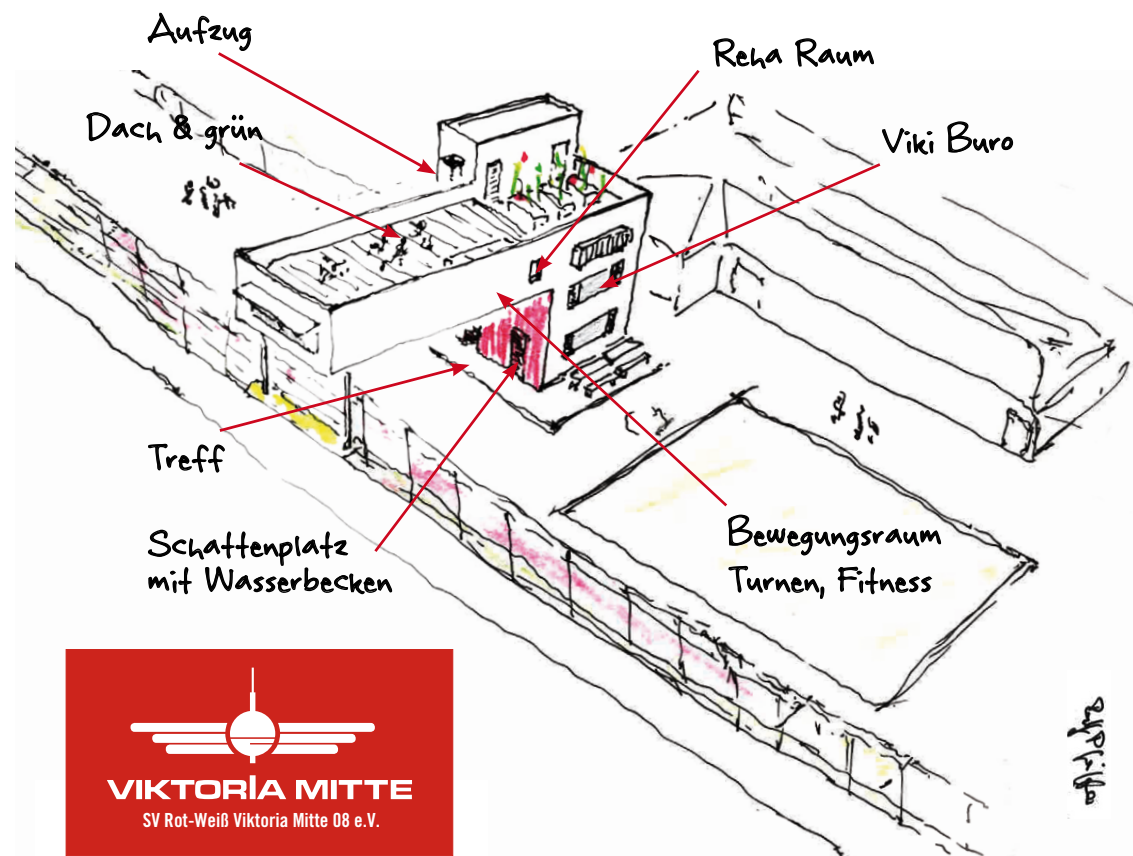 Aufzug
Reha Raum
Dach & grün
Viki Buro
Treff
Schattenplatz
mit Wasserbecken
Bewegungsraum
Turnen, Fitness
VIKTORIA MITTE
SV Rot-Weiß Viktoria Mitte 08 e.V.